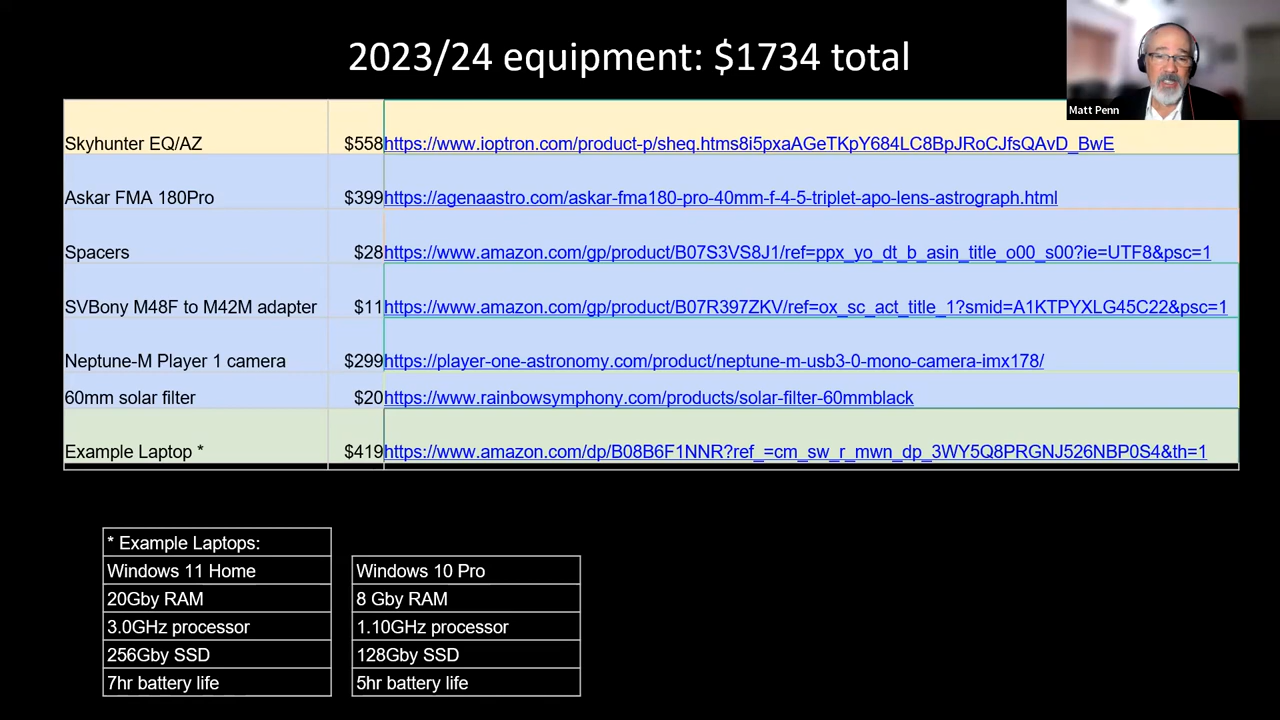 2023/24 equipment: $1734 total
Matt Penn
Skyhunter EQ/AZ $558 https://www.ioptron.com/product-p/sheq.htms8i5pxaAGeTKpY684LC8BpJRoCJfsQAvD_BwE
Askar FMA 180Pro $399 https://agenaastro.com/askar-fma180-pro-40mm-f-4-5-triplet-apo-lens-astrograph.html
Spacers $28 https://www.amazon.com/gp/product/B07S3VS8J1/ref=ppx_yo_dt_b_asin_title_o00_s00?ie=UTF8&psc=1
SVBony M48F to M42M adapter $11 https://www.amazon.com/gp/product/B07R397ZKV/ref=ox_sc_act_title_1?smid=A1KTPYXLG45C22&psc=1
Neptune-M Player 1 camera $299 https://player-one-astronomy.com/product/neptune-m-usb3-0-mono-camera-imx178/
60mm solar filter $20 https://www.rainbowsymphony.com/products/solar-filter-60mmblack
Example Laptop * $419 https://www.amazon.com/dp/B08B6F1NNR?ref_=cm_sw_r_mwn_dp_3WY5Q8PRGNJ526NBP0S4&th=1
* Example Laptops:
Windows 11 Home
20Gby RAM
3.0GHz processor
256Gby SSD
7hr battery life
Windows 10 Pro
8 Gby RAM
1.10GHz processor
128Gby SSD
5hr battery life